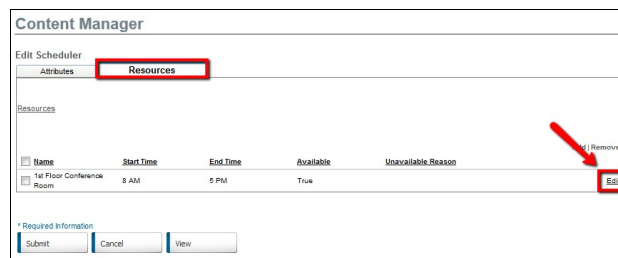 Content Manager
Edit Scheduler
Attributes Resources
Resources
Remove
Name Start Time End Time Available Unavailable Reason
1st Floor Conference
Room 8 AM 5 PM True
* Required Information
Submit Cancel View